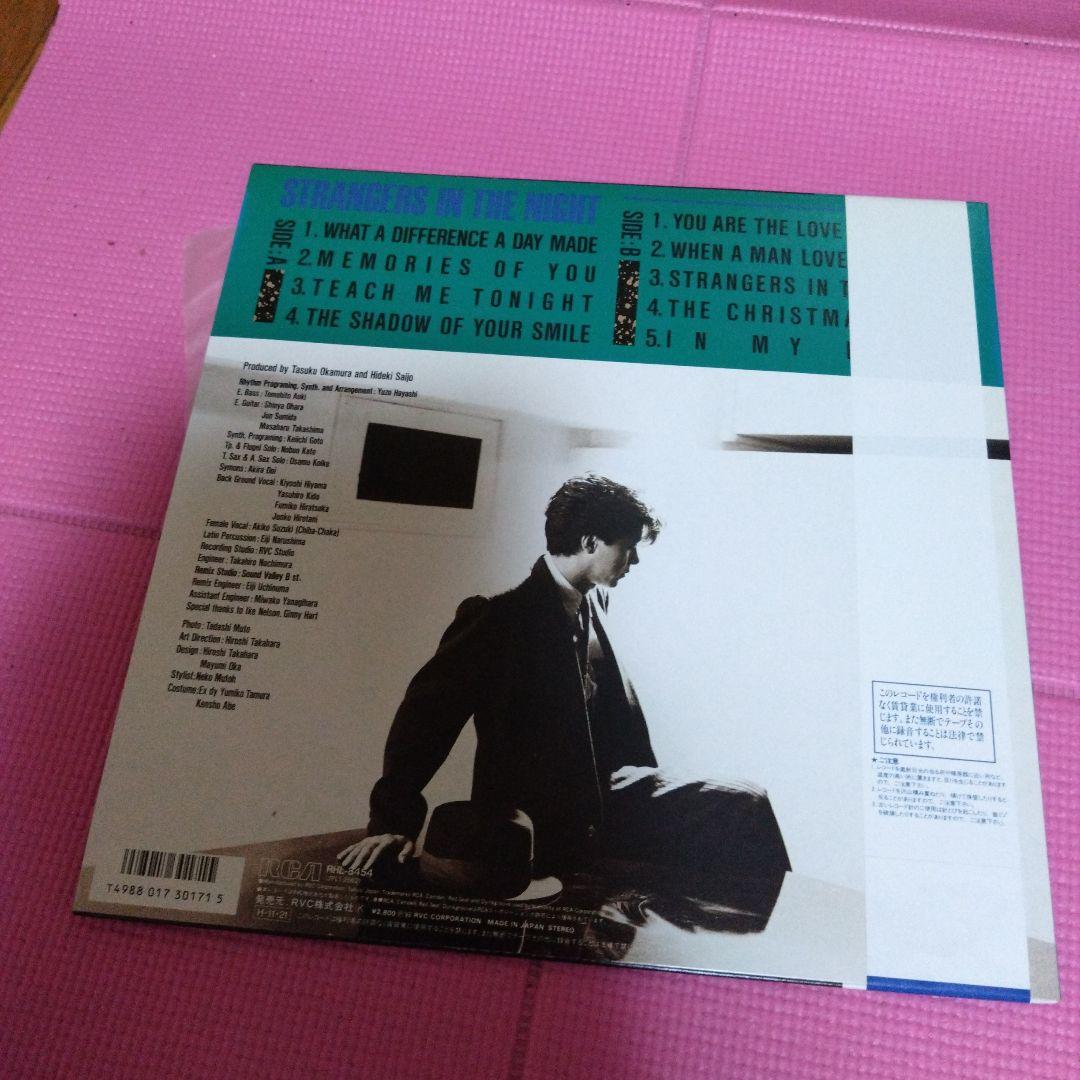 STRANGERS IN THE NIGHT
SIDE:A
1. WHAT A DIFFERENCE A DAY MADE
2. MEMORIES OF YOU
3. TEACH ME TONIGHT
4. THE SHADOW OF YOUR SMILE
SIDE:B
1. YOU ARE THE LOVE
2. WHEN A MAN LOVE
3. STRANGERS IN T
4. THE CHRISTMA
5. IN MY
Produced by Tasuku Okamura and Hideki Saijo
Rhythm Programing, Synth. and Arrangement : Yuzo Hayashi
E. Bass : Tomohito Aoki
E. Guitar : Shinya Ohara
Jun Sumida
Masaharu Takashima
Synth. Programing : Keiichi Goto
Tp. & Flugel Solo : Nobuo Kato
T. Sax & A. Sax Solo : Osamu Koike
Symons : Akira Doi
Back Ground Vocal : Kiyoshi Hiyama
Yasuhiro Kido
Fumiko Hiratsuka
Junko Hirotani
Female Vocal : Akiko Suzuki (Chiba-Chaka)
Latin Percussion : Eiji Narushima
Recording Studio : RVC Studio
Engineer : Takahiro Nochimura
Remix Studio : Sound Valley B st.
Remix Engineer : Eiji Uchinuma
Assistant Engineer : Miwako Yanagihara
Special thanks to Ike Nelson, Ginny Hart
Photo : Tadashi Muto
Art Direction : Hiroshi Takahara
Design : Hiroshi Takahara
Mayumi Oka
Stylist : Neko Mutoh
Costume : Ex dy Yumiko Tamura
Kensho Abe
このレコードを権利者の許諾
なく賃貸業に使用することを禁
じます。また無断でテープその
他に録音することは法律で禁
じられています。
★ご注意
T4988 017 30171 5
RCA
RHL-8454
発売元 RVC株式会社
H-11・21
¥2,800 RVC CORPORATION MADE IN JAPAN STEREO